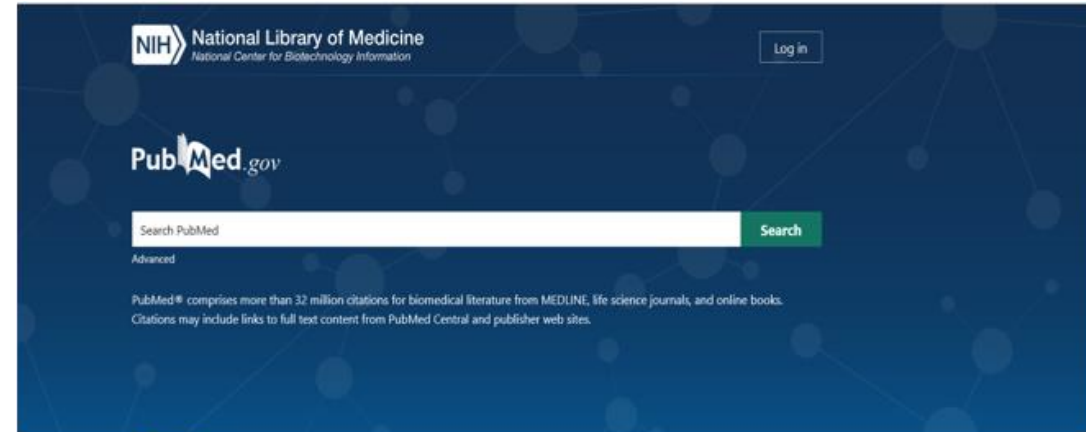 NIH National Library of Medicine
National Center for Biotechnology Information
Log in
PubMed.gov
Search PubMed
Search
Advanced
PubMed® comprises more than 32 million citations for biomedical literature from MEDLINE, life science journals, and online books.
Citations may include links to full text content from PubMed Central and publisher web sites.